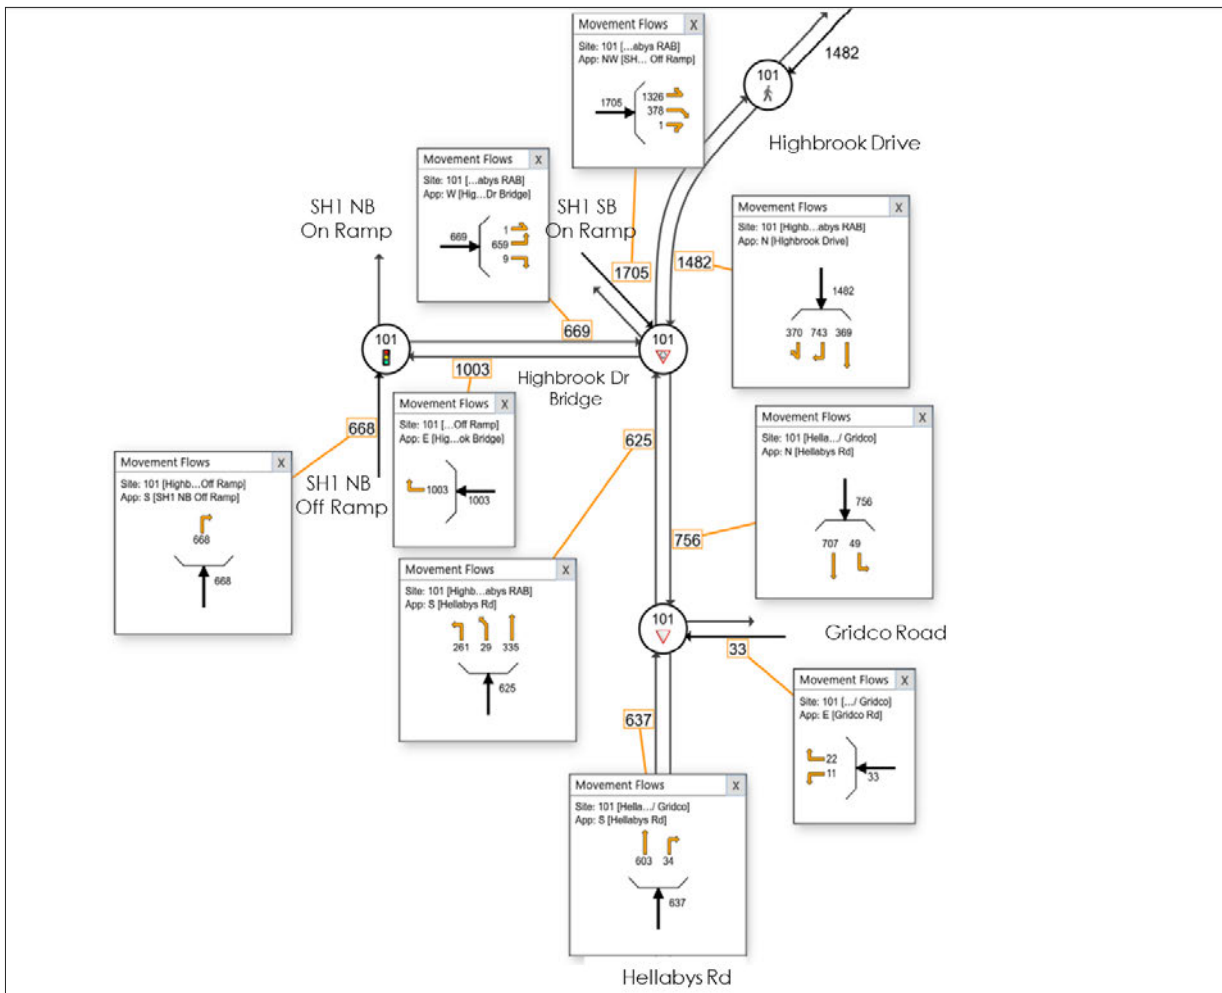 Movement Flows X
Site: 101 [...abys RAB]
App: NW [SH... Off Ramp]
1705
1326
378
1
1482
101
Highbrook Drive
Movement Flows X
Site: 101 [...abys RAB]
App: W [Hig...Dr Bridge]
669
1
659
9
SH1 NB
On Ramp
SH1 SB
On Ramp
1705
1482
Movement Flows X
Site: 101 [Highb...abys RAB]
App: N [Highbrook Drive]
1482
370 743 369
669
101
101
1003
Highbrook Dr
Bridge
Movement Flows X
Site: 101 [...Off Ramp]
App: E [Hig...ok Bridge]
1003
1003
668
SH1 NB
Off Ramp
Movement Flows X
Site: 101 [Highb...Off Ramp]
App: S [SH1 NB Off Ramp]
668
668
625
Movement Flows X
Site: 101 [Hella.../ Gridco]
App: N [Hellabys Rd]
756
707 49
756
Movement Flows X
Site: 101 [Highb...abys RAB]
App: S [Hellabys Rd]
261 29 335
625
101
Gridco Road
33
Movement Flows X
Site: 101 [.../ Gridco]
App: E [Gridco Rd]
22
11
33
637
Movement Flows X
Site: 101 [Hella.../ Gridco]
App: S [Hellabys Rd]
603 34
637
Hellabys Rd